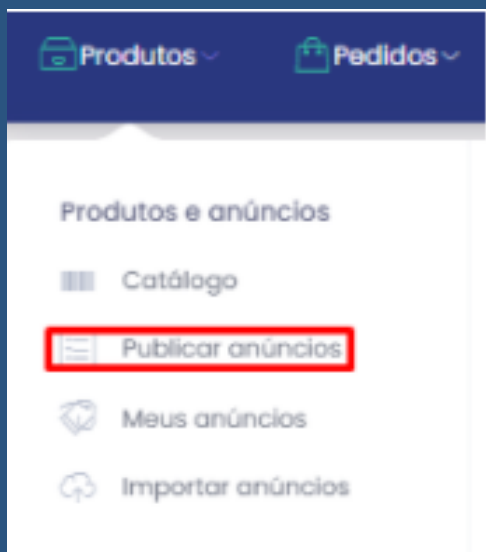 Produtos
Pedidos
Produtos e anúncios
Catálogo
Publicar anúncios
Meus anúncios
Importar anúncios